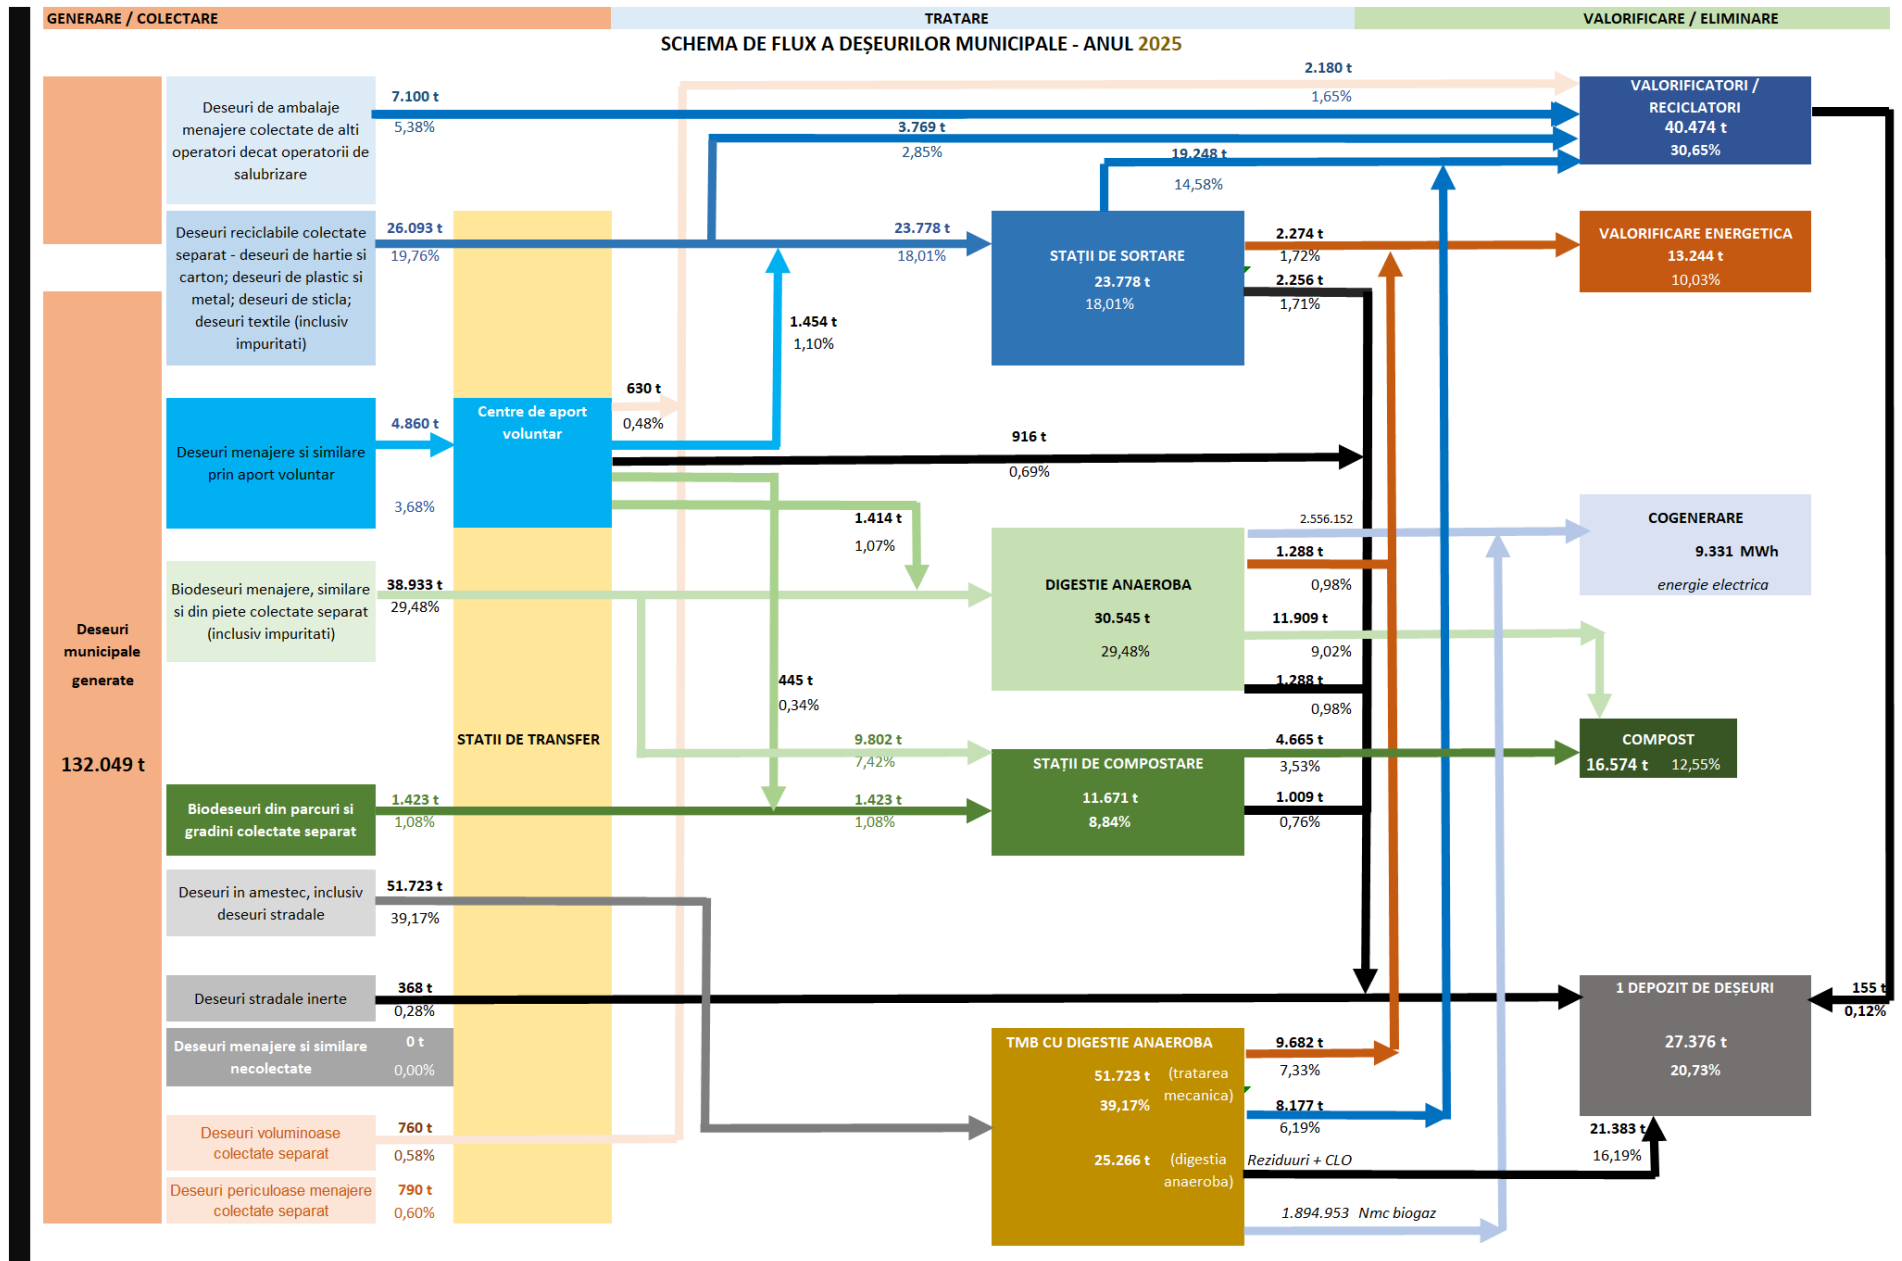 GENERARE / COLECTARE
TRATARE
VALORIFICARE / ELIMINARE
SCHEMA DE FLUX A DEȘEURILOR MUNICIPALE - ANUL 2025
Deseuri
municipale
generate
132.049 t
Deseuri de ambalaje
menajere colectate de alti
operatori decat operatorii de
salubrizare
7.100 t
5,38%
Deseuri reciclabile colectate
separat - deseuri de hartie si
carton; deseuri de plastic si
metal; deseuri de sticla;
deseuri textile (inclusiv
impuritati)
26.093 t
19,76%
Deseuri menajere si similare
prin aport voluntar
4.860 t
3,68%
Biodeseuri menajere, similare
si din piete colectate separat
(inclusiv impuritati)
38.933 t
29,48%
Biodeseuri din parcuri si
gradini colectate separat
1.423 t
1,08%
Deseuri in amestec, inclusiv
deseuri stradale
51.723 t
39,17%
Deseuri stradale inerte
368 t
0,28%
Deseuri menajere si similare
necolectate
0 t
0,00%
Deseuri voluminoase
colectate separat
760 t
0,58%
Deseuri periculoase menajere
colectate separat
790 t
0,60%
Centre de aport
voluntar
STATII DE TRANSFER
630 t
0,48%
1.454 t
1,10%
916 t
0,69%
1.414 t
1,07%
445 t
0,34%
9.802 t
7,42%
1.423 t
1,08%
2.180 t
1,65%
3.769 t
2,85%
19.248 t
14,58%
23.778 t
18,01%
STAȚII DE SORTARE
23.778 t
18,01%
2.274 t
1,72%
2.256 t
1,71%
DIGESTIE ANAEROBA
30.545 t
29,48%
2.556.152
1.288 t
0,98%
11.909 t
9,02%
1.288 t
0,98%
STAȚII DE COMPOSTARE
11.671 t
8,84%
4.665 t
3,53%
1.009 t
0,76%
TMB CU DIGESTIE ANAEROBA
51.723 t (tratarea
mecanica)
39,17%
25.266 t (digestia
anaeroba)
9.682 t
7,33%
8.177 t
6,19%
Reziduuri + CLO
1.894.953 Nmc biogaz
VALORIFICATORI /
RECICLATORI
40.474 t
30,65%
VALORIFICARE ENERGETICA
13.244 t
10,03%
COGENERARE
9.331 MWh
energie electrica
COMPOST
16.574 t 12,55%
1 DEPOZIT DE DEȘEURI
27.376 t
20,73%
155 t
0,12%
21.383 t
16,19%